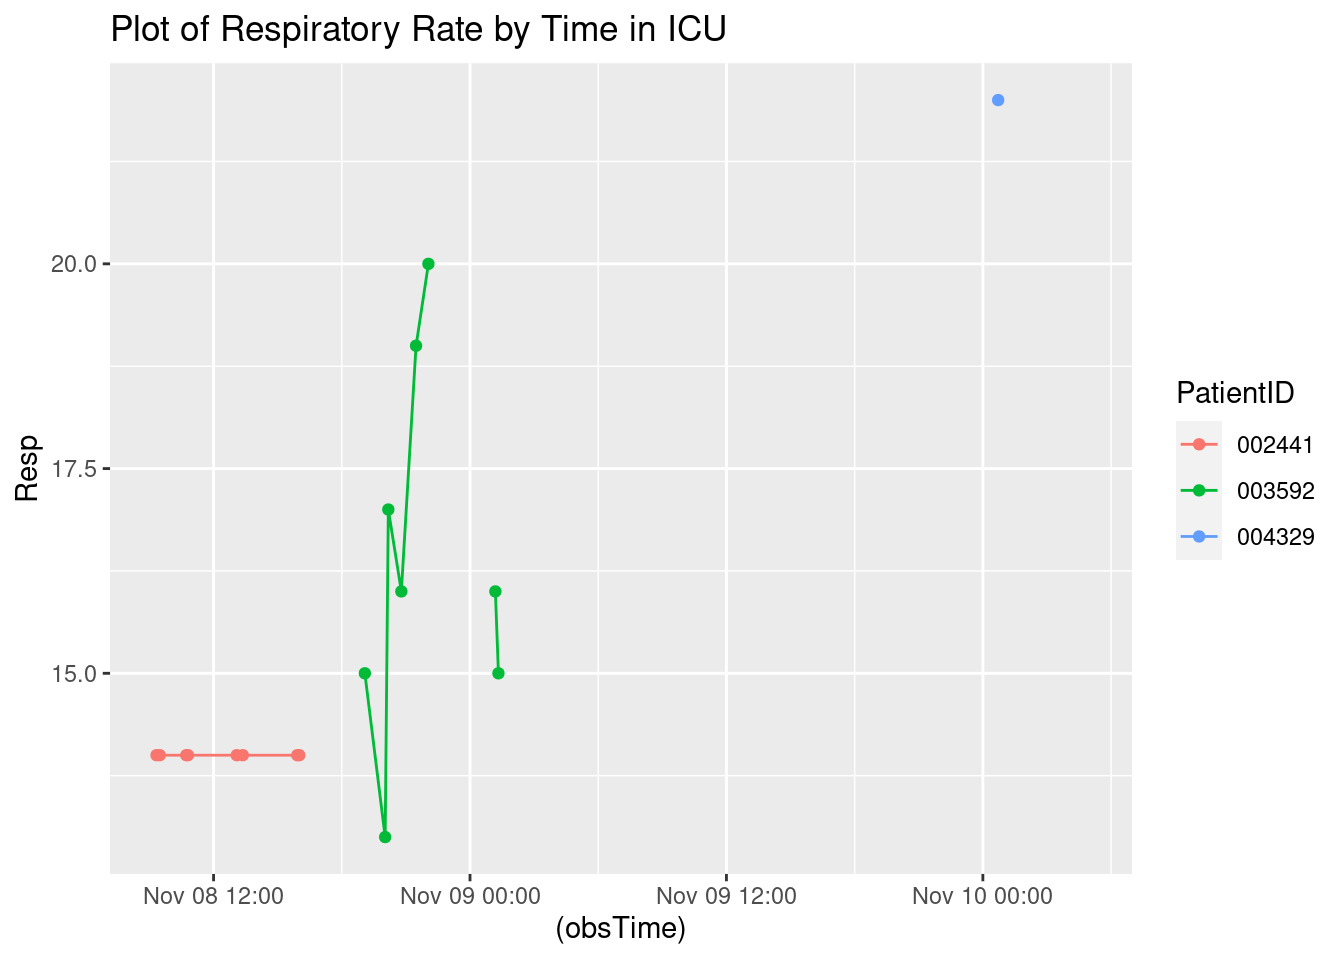 Plot of Respiratory Rate by Time in ICU
20.0
17.5
15.0
Resp
Nov 08 12:00
Nov 09 00:00
Nov 09 12:00
Nov 10 00:00
(obsTime)
PatientID
002441
003592
004329